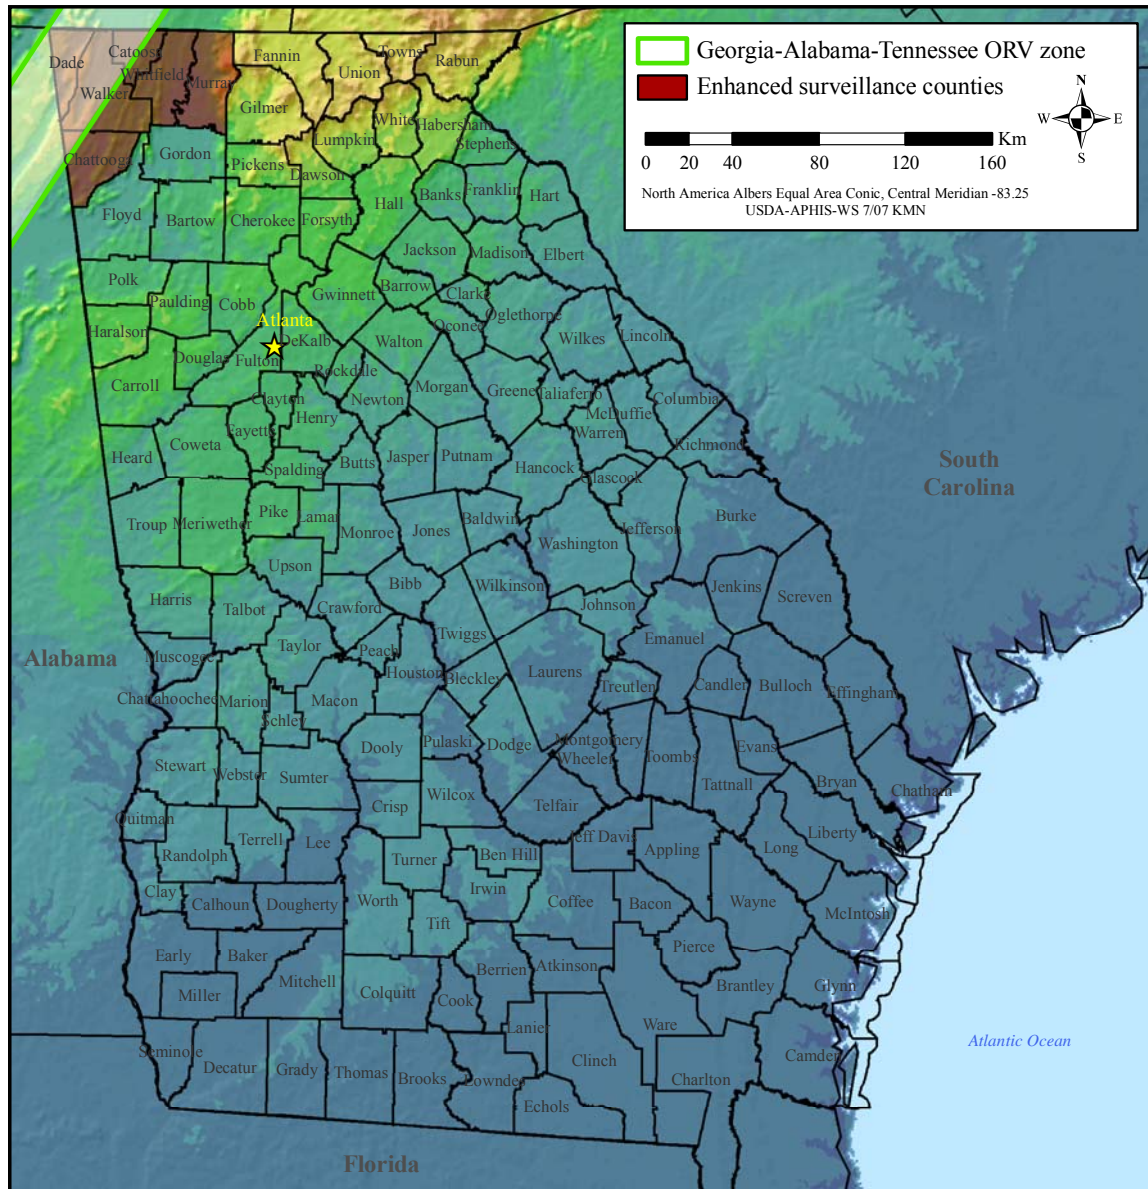 Georgia-Alabama-Tennessee ORV zone
Enhanced surveillance counties
N
W E
S
Km
0 20 40 80 120 160
North America Albers Equal Area Conic, Central Meridian -83.25
USDA-APHIS-WS 7/07 KMN
Dade
Catoosa
Whitfield
Murray
Walker
Fannin
Towns
Union
Rabun
Gilmer
White
Habersham
Lumpkin
Stephens
Chattooga
Gordon
Pickens
Dawson
Banks
Franklin
Hart
Hall
Floyd
Bartow
Cherokee
Forsyth
Jackson
Madison
Elbert
Polk
Paulding
Cobb
Gwinnett
Barrow
Clarke
Oglethorpe
Oconee
Haralson
Atlanta
DeKalb
Walton
Wilkes
Lincoln
Douglas
Fulton
Rockdale
Carroll
Clayton
Newton
Morgan
Greene
Taliaferro
Columbia
McDuffie
Henry
Fayette
Warren
Coweta
Richmond
Heard
Spalding
Butts
Jasper
Putnam
Hancock
Glascock
South
Carolina
Troup
Meriwether
Pike
Lamar
Monroe
Jones
Baldwin
Jefferson
Burke
Washington
Upson
Bibb
Wilkinson
Jenkins
Screven
Harris
Talbot
Crawford
Johnson
Twiggs
Emanuel
Taylor
Peach
Alabama
Muscogee
Houston
Bleckley
Laurens
Treutlen
Candler
Bulloch
Effingham
Chattahoochee
Marion
Macon
Schley
Dooly
Pulaski
Dodge
Montgomery
Wheeler
Toombs
Evans
Stewart
Webster
Sumter
Tattnall
Bryan
Chatham
Crisp
Wilcox
Telfair
Quitman
Terrell
Lee
Jeff Davis
Liberty
Randolph
Turner
Ben Hill
Appling
Long
Clay
Calhoun
Dougherty
Worth
Irwin
Coffee
Bacon
Wayne
McIntosh
Tift
Early
Baker
Pierce
Mitchell
Berrien
Atkinson
Miller
Colquitt
Cook
Brantley
Glynn
Lanier
Ware
Atlantic Ocean
Seminole
Decatur
Grady
Thomas
Brooks
Lowndes
Clinch
Charlton
Camden
Echols
Florida